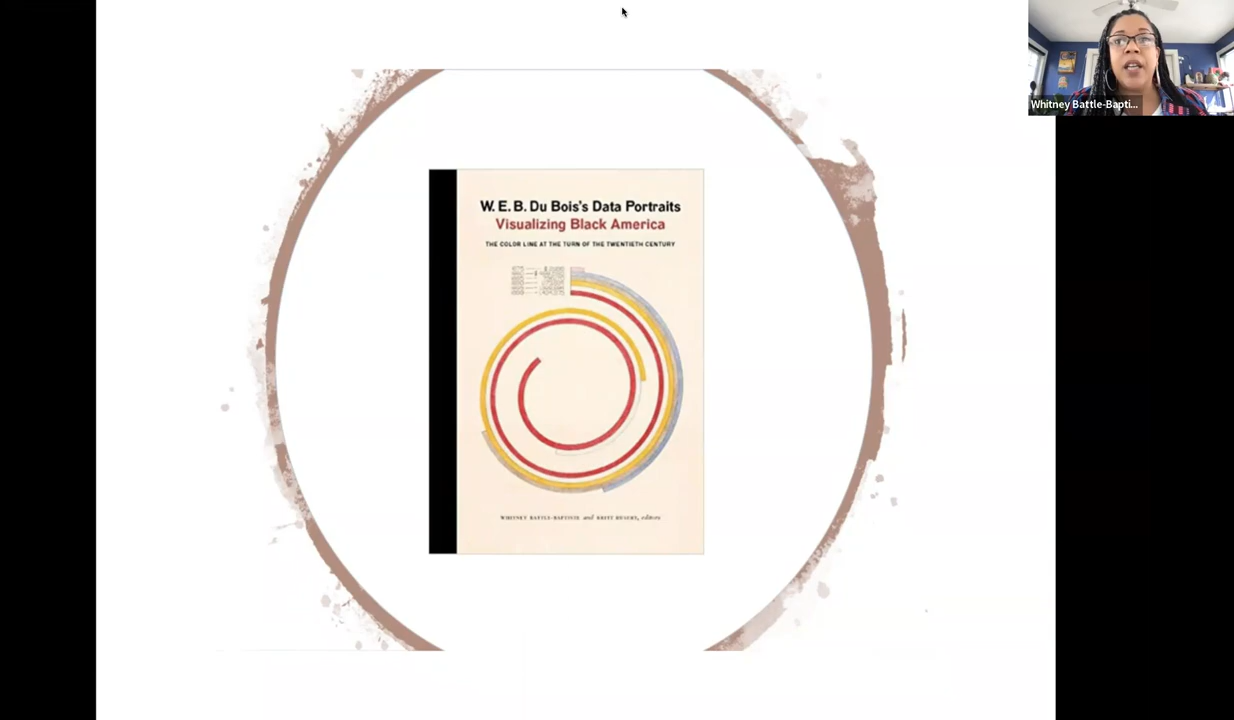 W. E. B. Du Bois's Data Portraits
Visualizing Black America
THE COLOR LINE AT THE TURN OF THE TWENTIETH CENTURY
WHITNEY BATTLE-BAPTISTE and BRITT RUSERT, editors
Whitney Battle-Bapti...